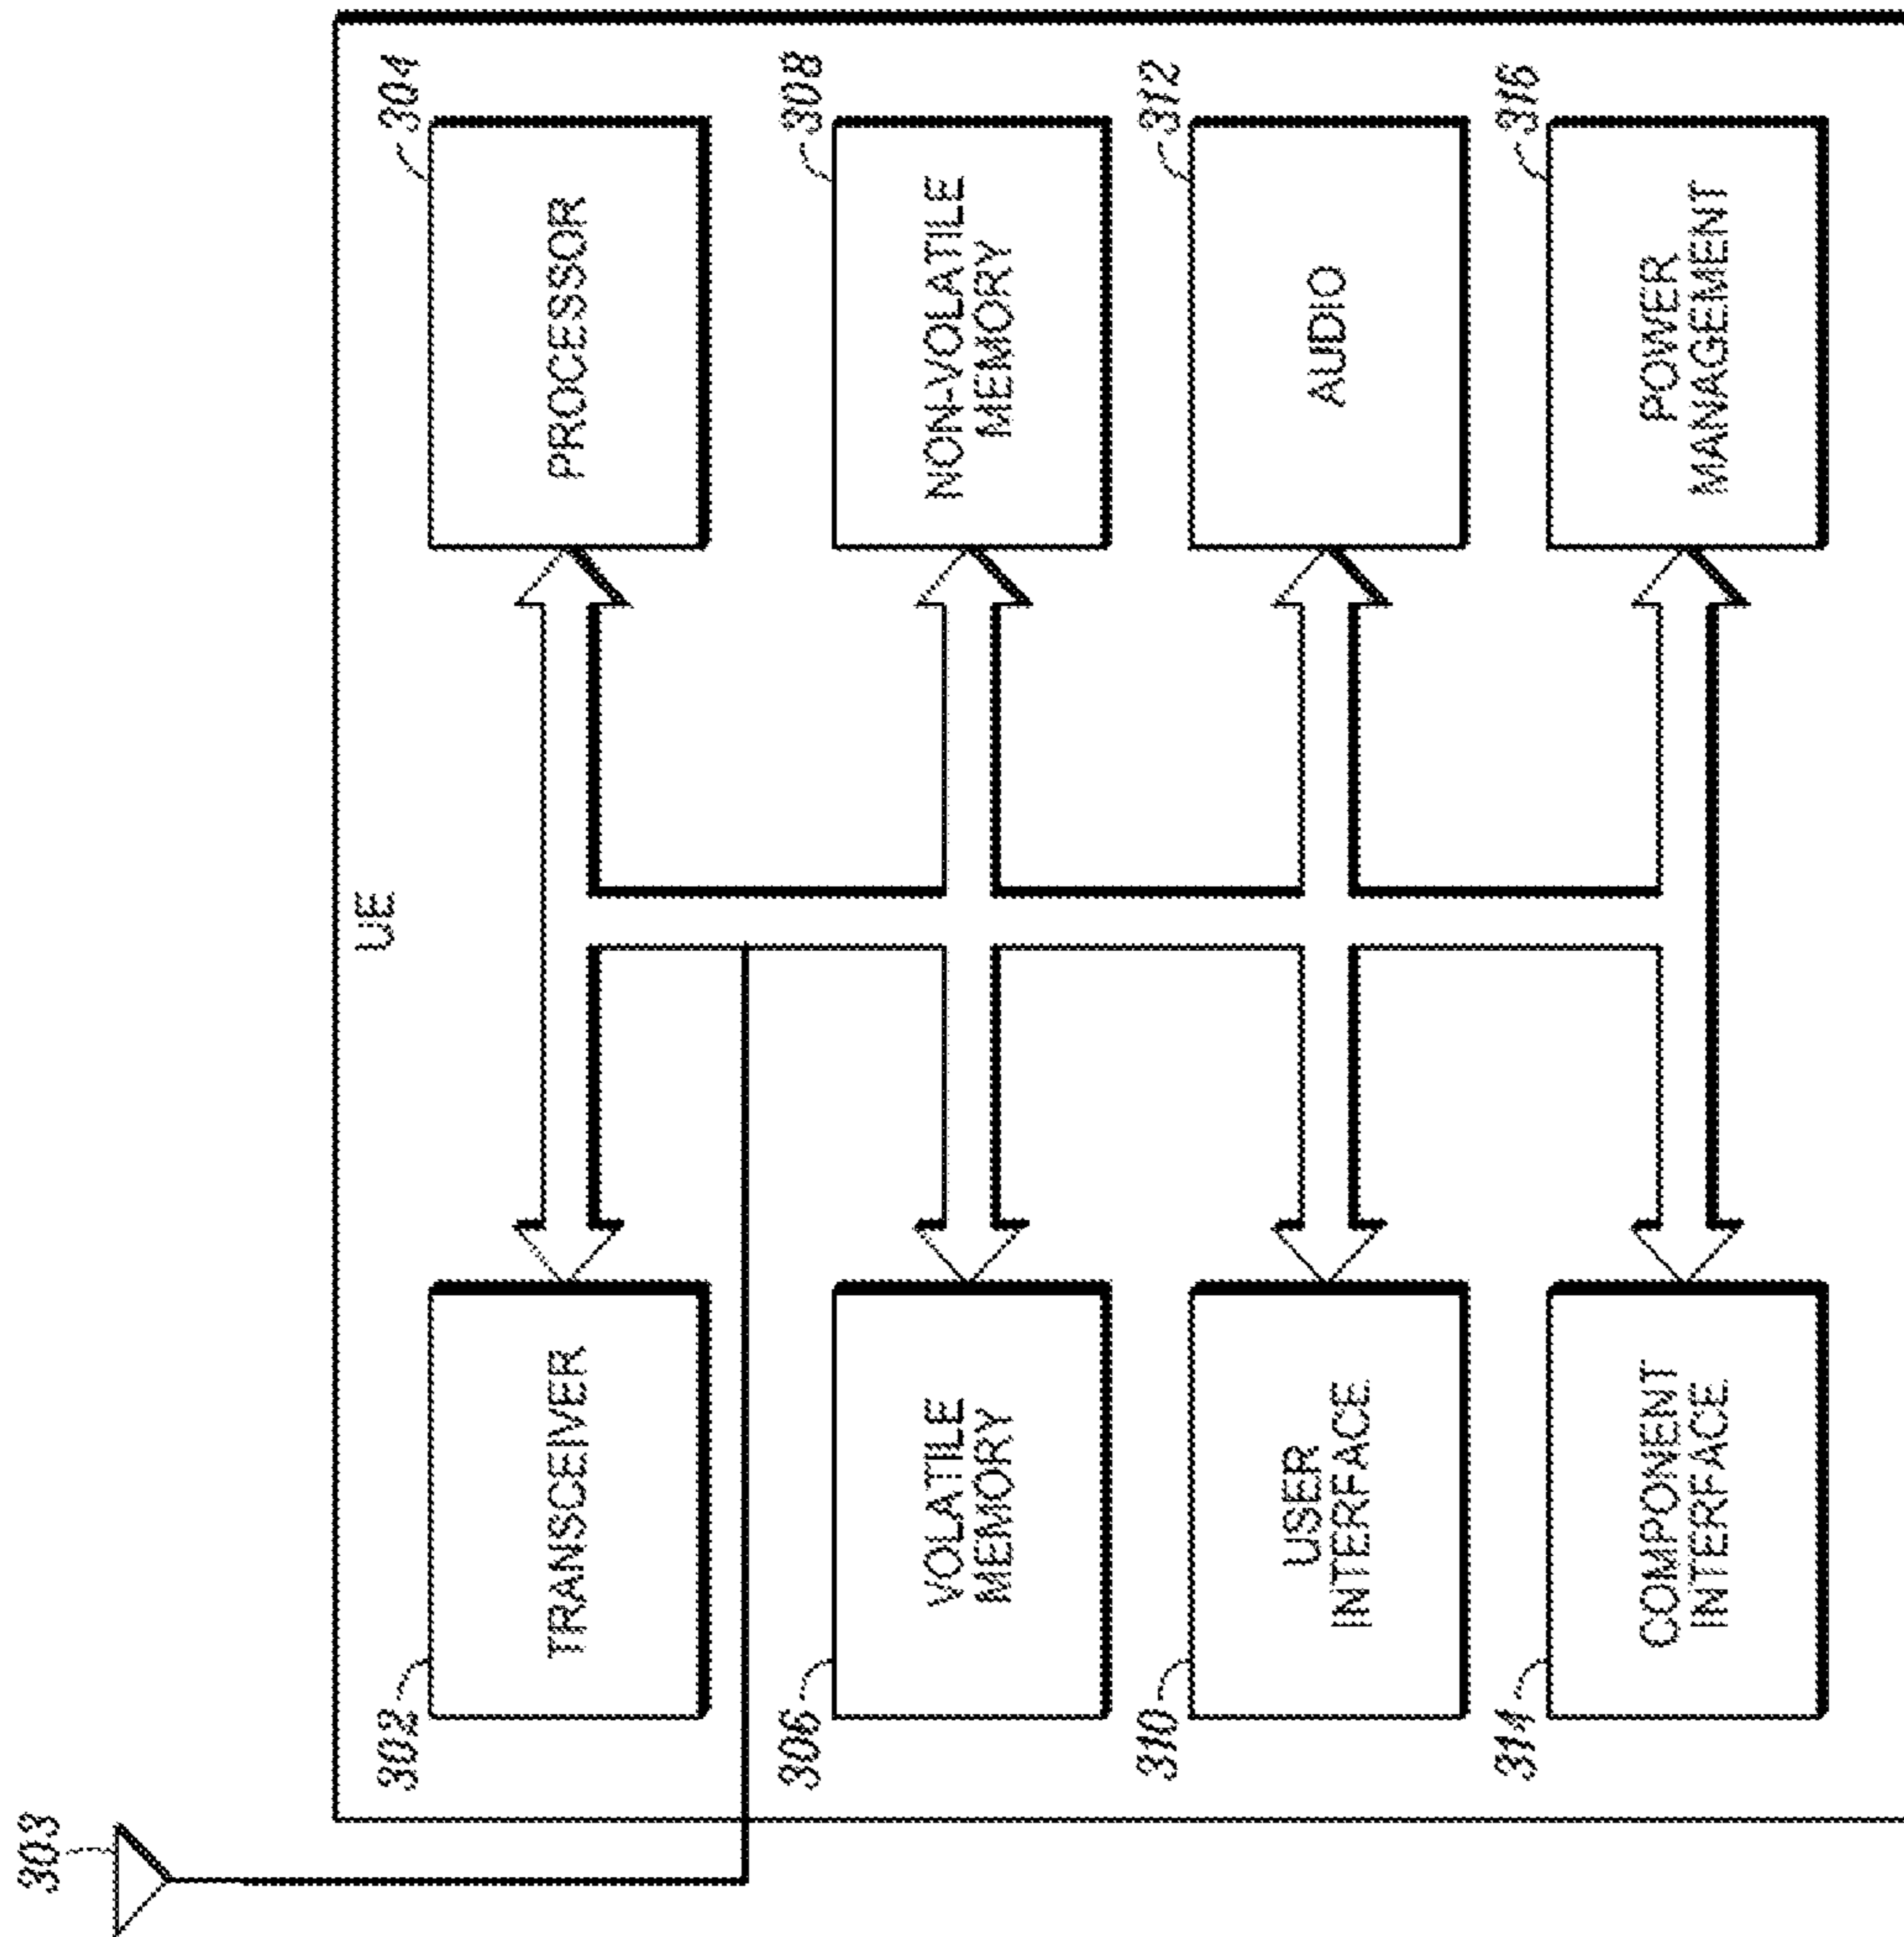 UE
303
302
TRANSCEIVER
304
PROCESSOR
306
VOLATILE
MEMORY
308
NON-VOLATILE
MEMORY
310
USER
INTERFACE
312
AUDIO
314
COMPONENT
INTERFACE
316
POWER
MANAGEMENT